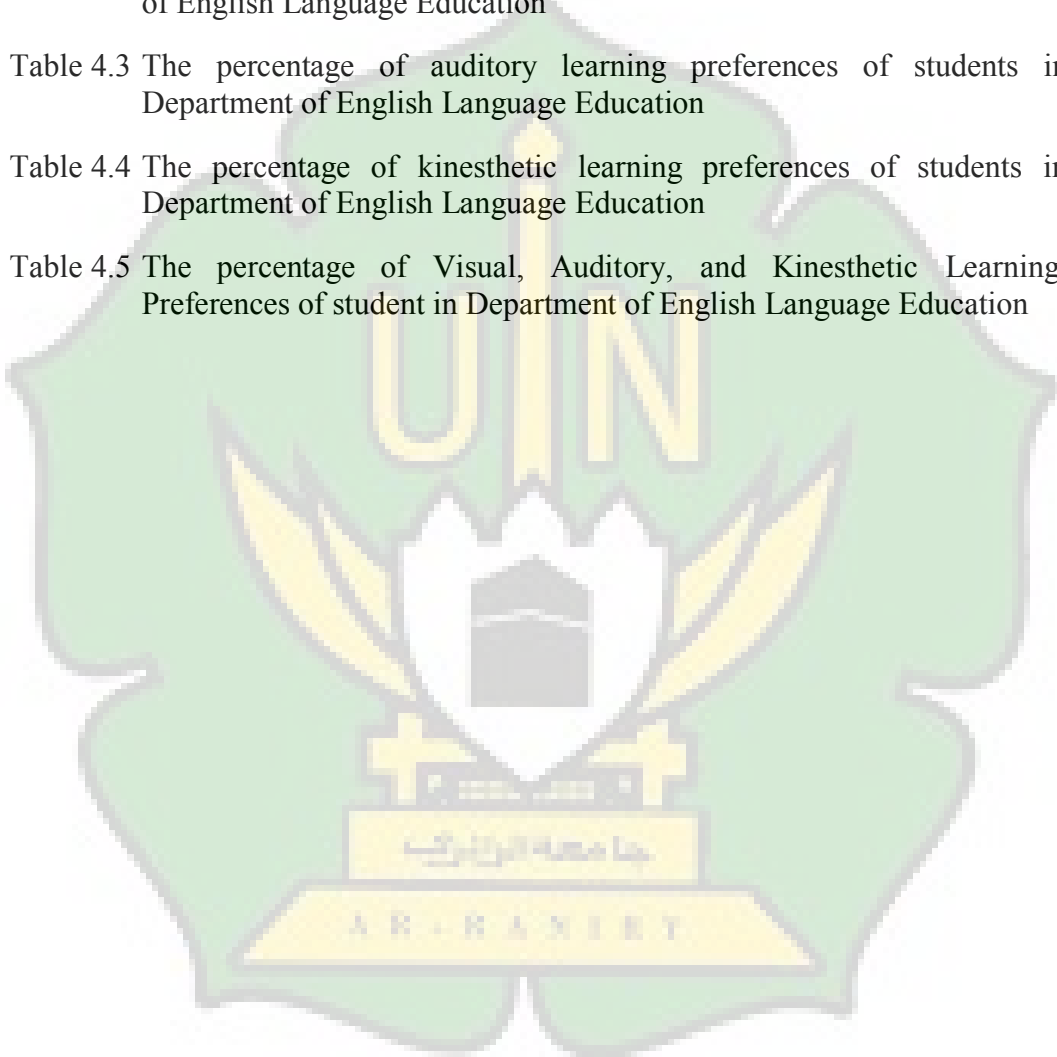 of English Language Education
Table 4.3 The percentage of auditory learning preferences of students in
Department of English Language Education
Table 4.4 The percentage of kinesthetic learning preferences of students in
Department of English Language Education
Table 4.5 The percentage of Visual, Auditory, and Kinesthetic Learning
Preferences of student in Department of English Language Education
UIN
جامعة الرانيري
AR-RANIRY